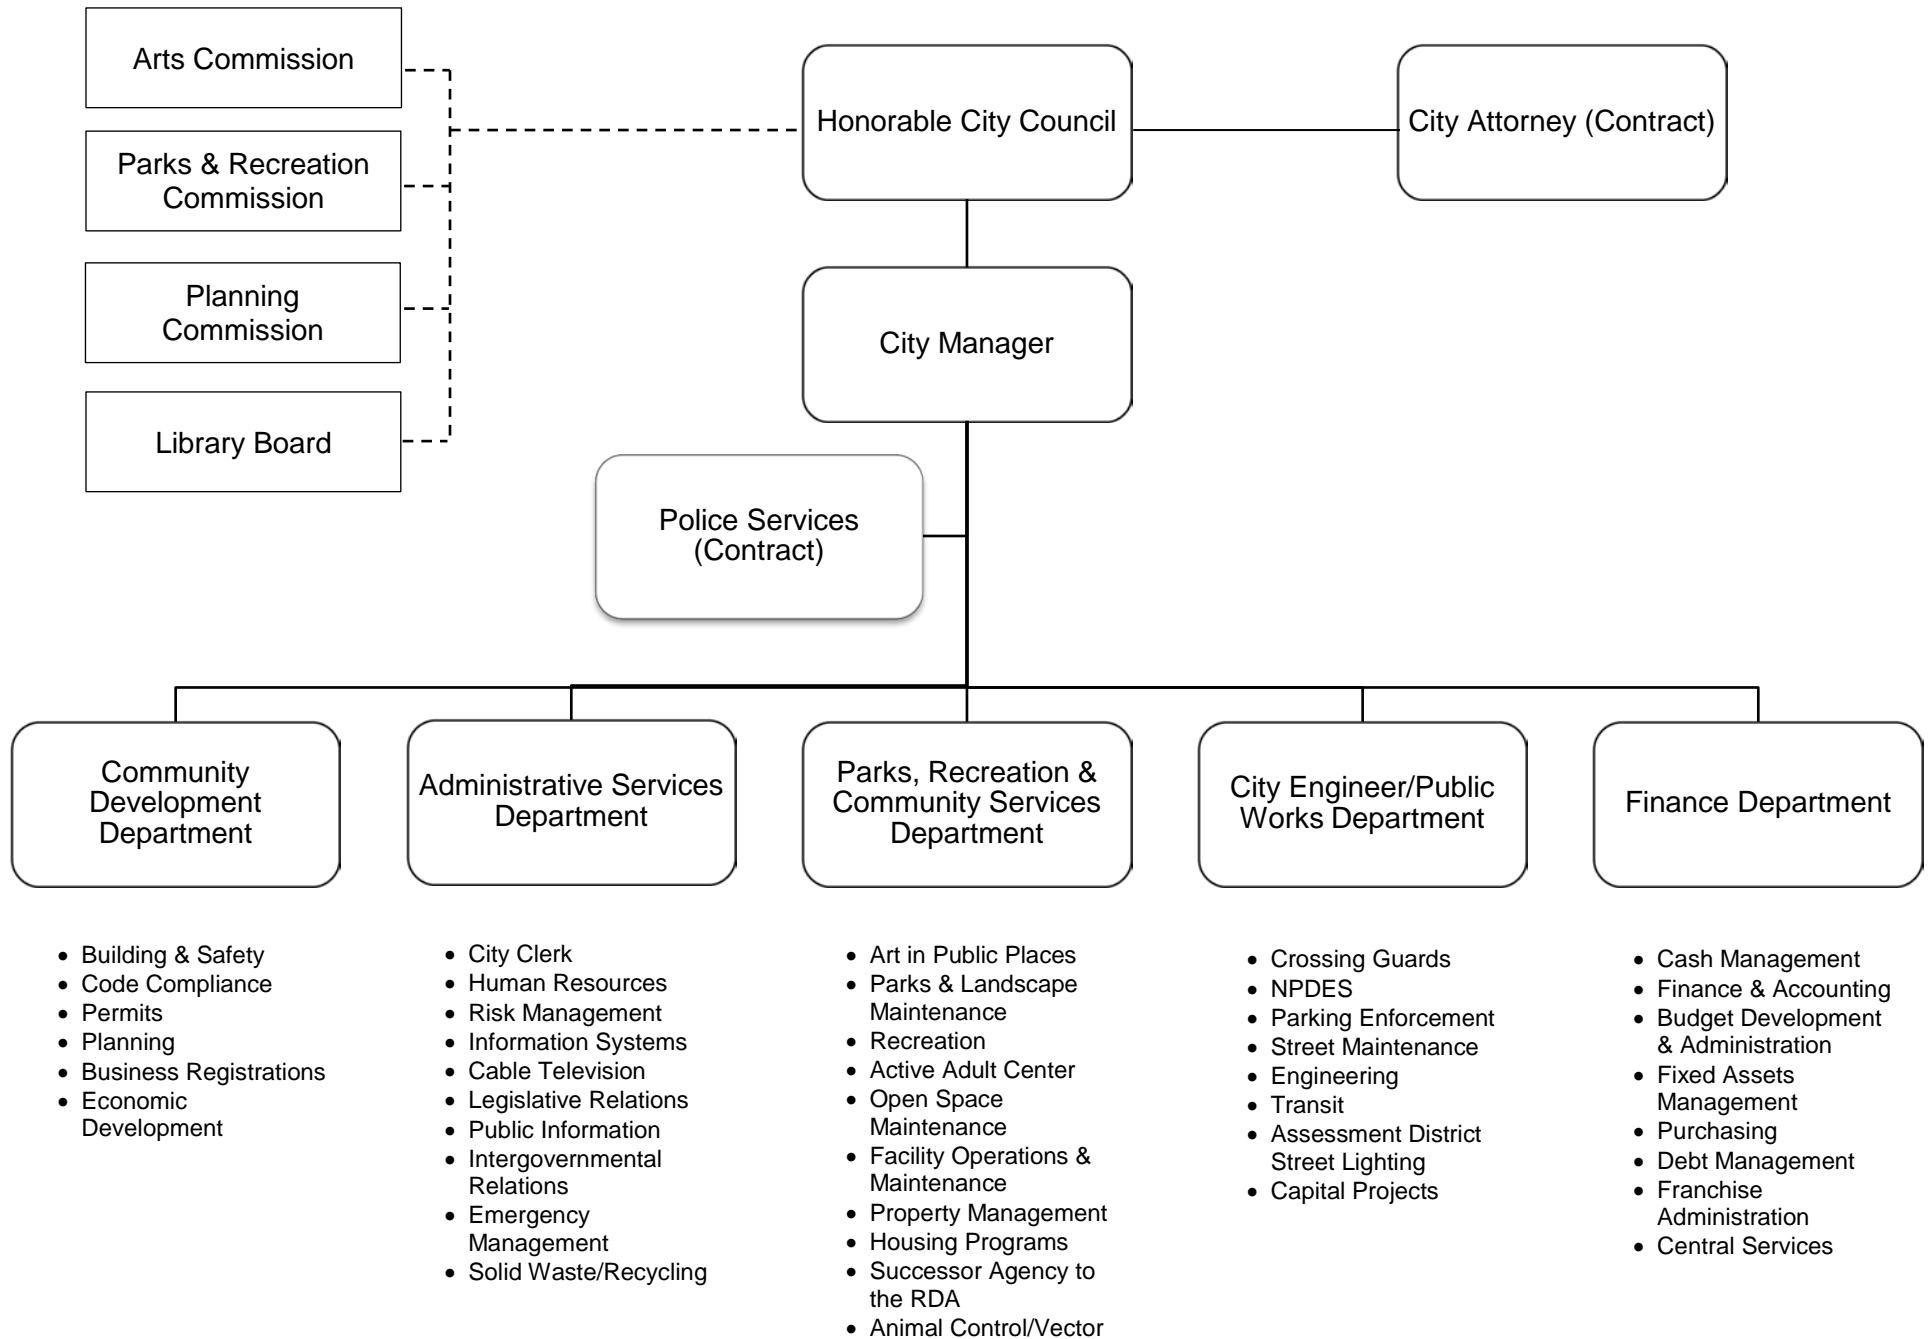 Arts Commission
Parks & Recreation
Commission
Planning
Commission
Library Board
Honorable City Council
City Attorney (Contract)
City Manager
Police Services
(Contract)
Community
Development
Department
• Building & Safety
• Code Compliance
• Permits
• Planning
• Business Registrations
• Economic
Development
Administrative Services
Department
• City Clerk
• Human Resources
• Risk Management
• Information Systems
• Cable Television
• Legislative Relations
• Public Information
• Intergovernmental
Relations
• Emergency
Management
• Solid Waste/Recycling
Parks, Recreation &
Community Services
Department
• Art in Public Places
• Parks & Landscape
Maintenance
• Recreation
• Active Adult Center
• Open Space
Maintenance
• Facility Operations &
Maintenance
• Property Management
• Housing Programs
• Successor Agency to
the RDA
• Animal Control/Vector
City Engineer/Public
Works Department
• Crossing Guards
• NPDES
• Parking Enforcement
• Street Maintenance
• Engineering
• Transit
• Assessment District
Street Lighting
• Capital Projects
Finance Department
• Cash Management
• Finance & Accounting
• Budget Development
& Administration
• Fixed Assets
Management
• Purchasing
• Debt Management
• Franchise
Administration
• Central Services